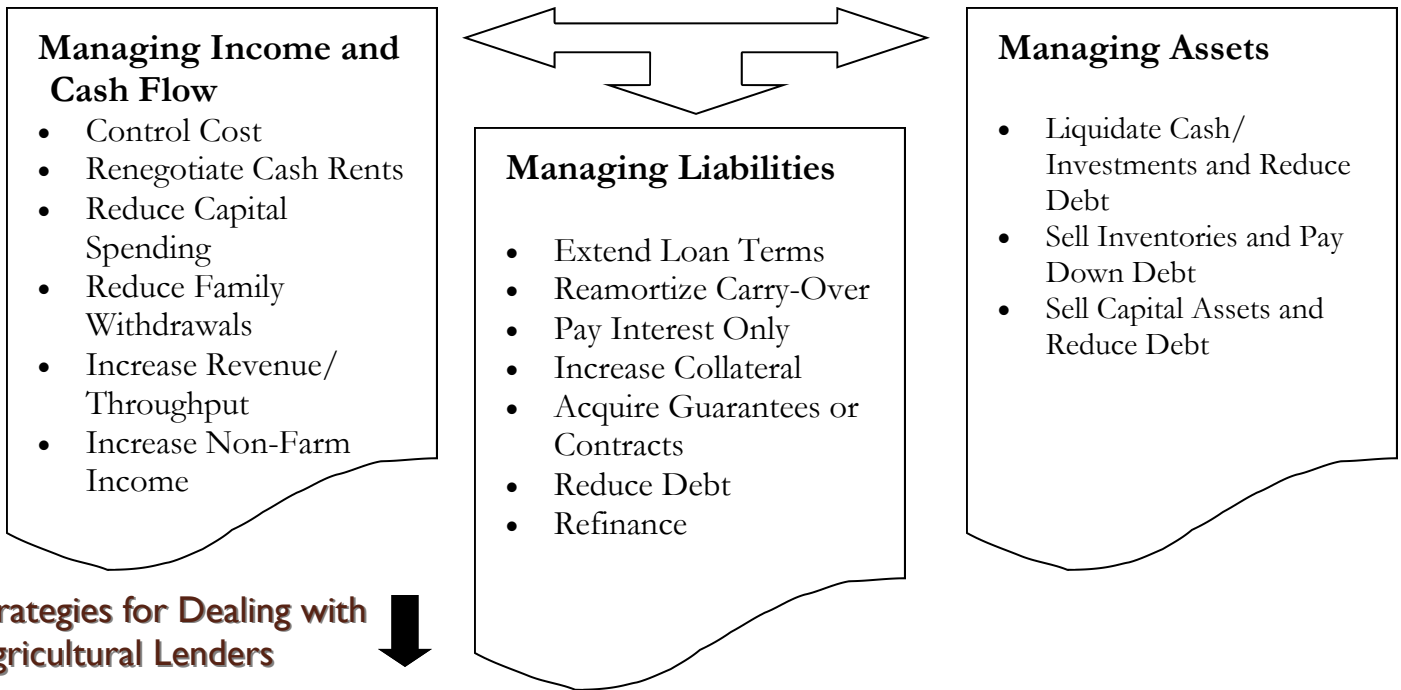 Managing Income and
Cash Flow
• Control Cost
• Renegotiate Cash Rents
• Reduce Capital
Spending
• Reduce Family
Withdrawals
• Increase Revenue/
Throughput
• Increase Non-Farm
Income
Managing Liabilities
• Extend Loan Terms
• Reamortize Carry-Over
• Pay Interest Only
• Increase Collateral
• Acquire Guarantees or
Contracts
• Reduce Debt
• Refinance
Managing Assets
• Liquidate Cash/
Investments and Reduce
Debt
• Sell Inventories and Pay
Down Debt
• Sell Capital Assets and
Reduce Debt
rategies for Dealing with
gricultural Lenders